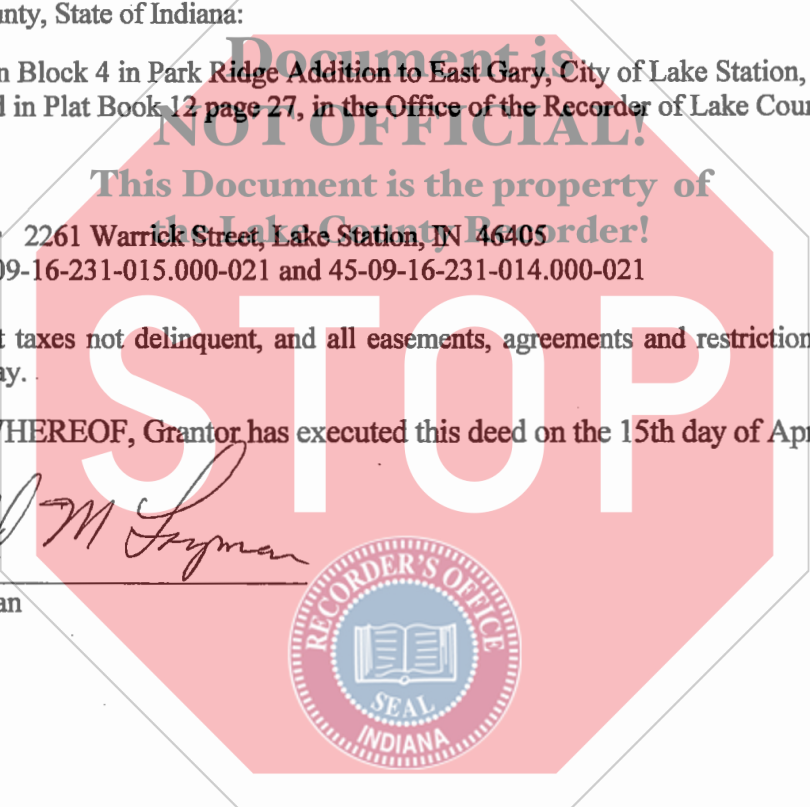 unty, State of Indiana:
Document is
n Block 4 in Park Ridge Addition to East Gary, City of Lake Station,
d in Plat Book 12 page 27, in the Office of the Recorder of Lake Cou
NOT OFFICIAL!
This Document is the property of
the Lake County Recorder!
2261 Warrick Street, Lake Station, IN 46405
09-16-231-015.000-021 and 45-09-16-231-014.000-021
STOP
t taxes not delinquent, and all easements, agreements and restriction
ay.
WHEREOF, Grantor has executed this deed on the 15th day of Apr
M
an
RECORDER'S OFFICE
SEAL
INDIANA